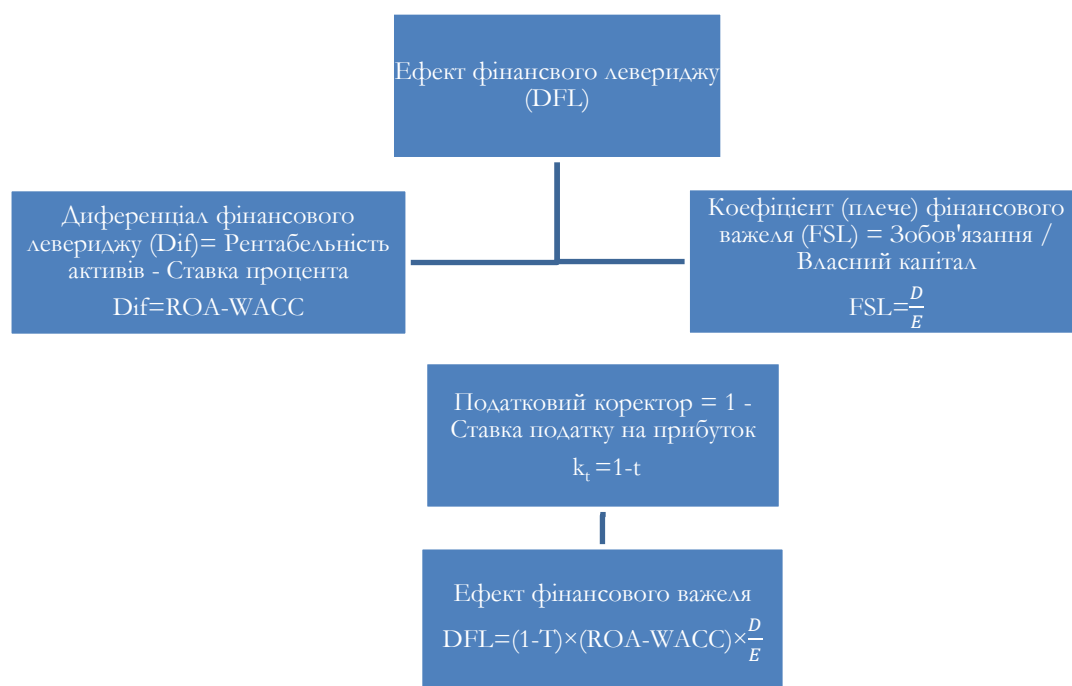 Ефект фінансвого левериджу
(DFL)
Диференціал фінансового
левериджу (Dif)= Рентабельність
активів - Ставка процента
Dif=ROA-WACC
Коефіцієнт (плече) фінансового
важеля (FSL) = Зобов'язання /
Власний капітал
FSL=D/E
Податковий коректор = 1 -
Ставка податку на прибуток
kₜ=1-t
Ефект фінансового важеля
DFL=(1-T)×(ROA-WACC)×D/E